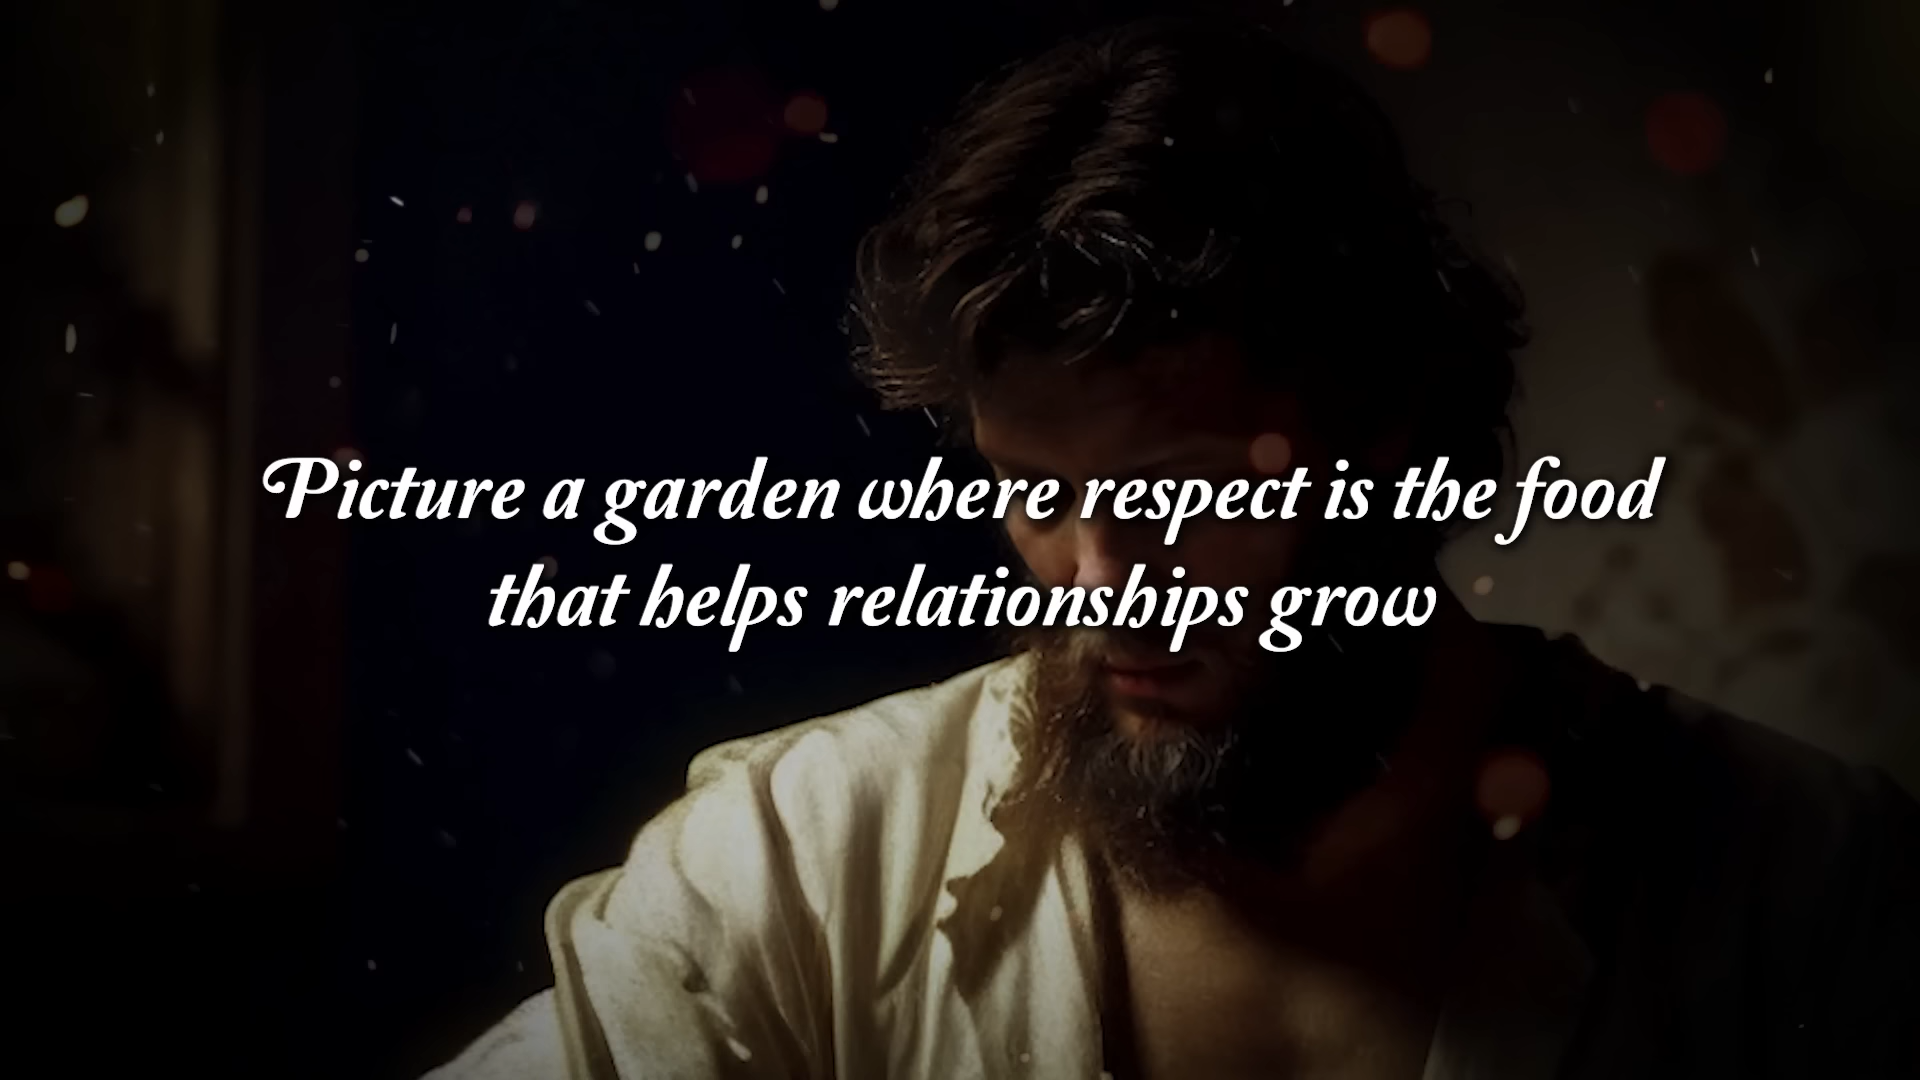 Picture a garden where respect is the food
that helps relationships grow